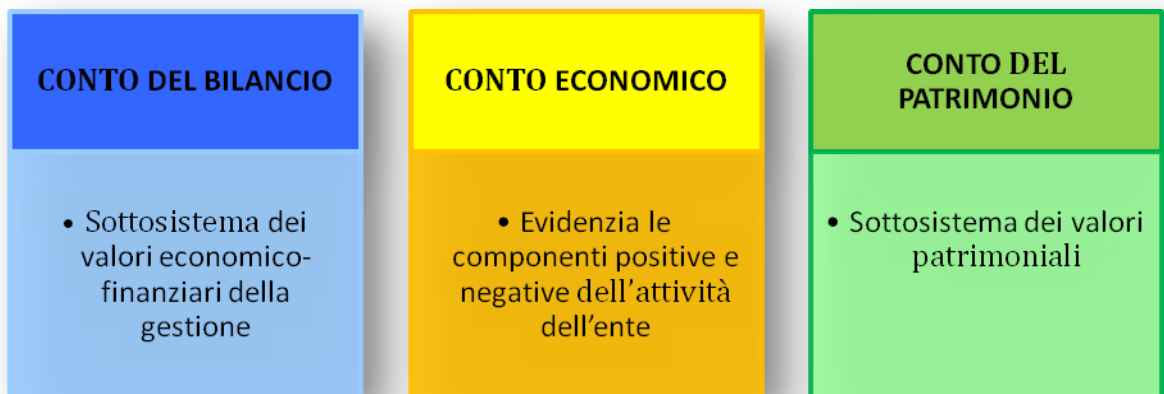 CONTO DEL BILANCIO
• Sottosistema dei
valori economico-
finanziari della
gestione
CONTO ECONOMICO
• Evidenzia le
componenti positive e
negative dell’attività
dell’ente
CONTO DEL
PATRIMONIO
• Sottosistema dei valori
patrimoniali